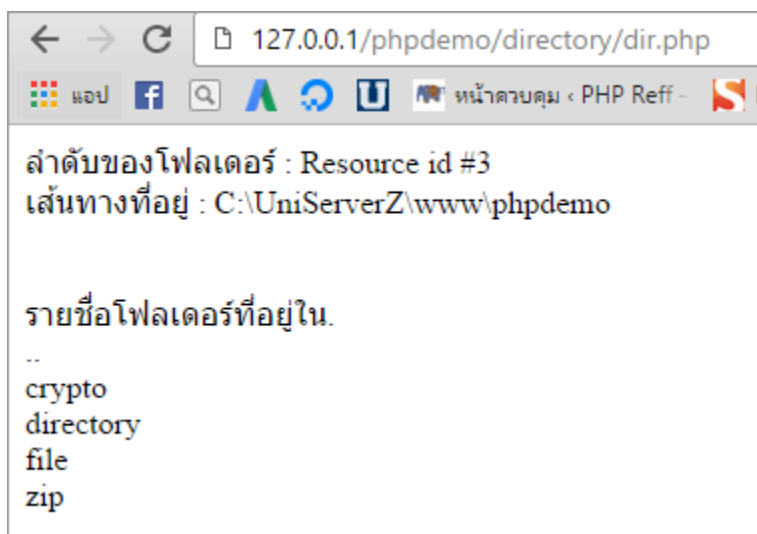 127.0.0.1/phpdemo/directory/dir.php
แอป
หน้าควบคุม ‹ PHP Reff -
ลำดับของโฟลเดอร์ : Resource id #3
เส้นทางที่อยู่ : C:\UniServerZ\www\phpdemo
รายชื่อโฟลเดอร์ที่อยู่ใน.
..
crypto
directory
file
zip